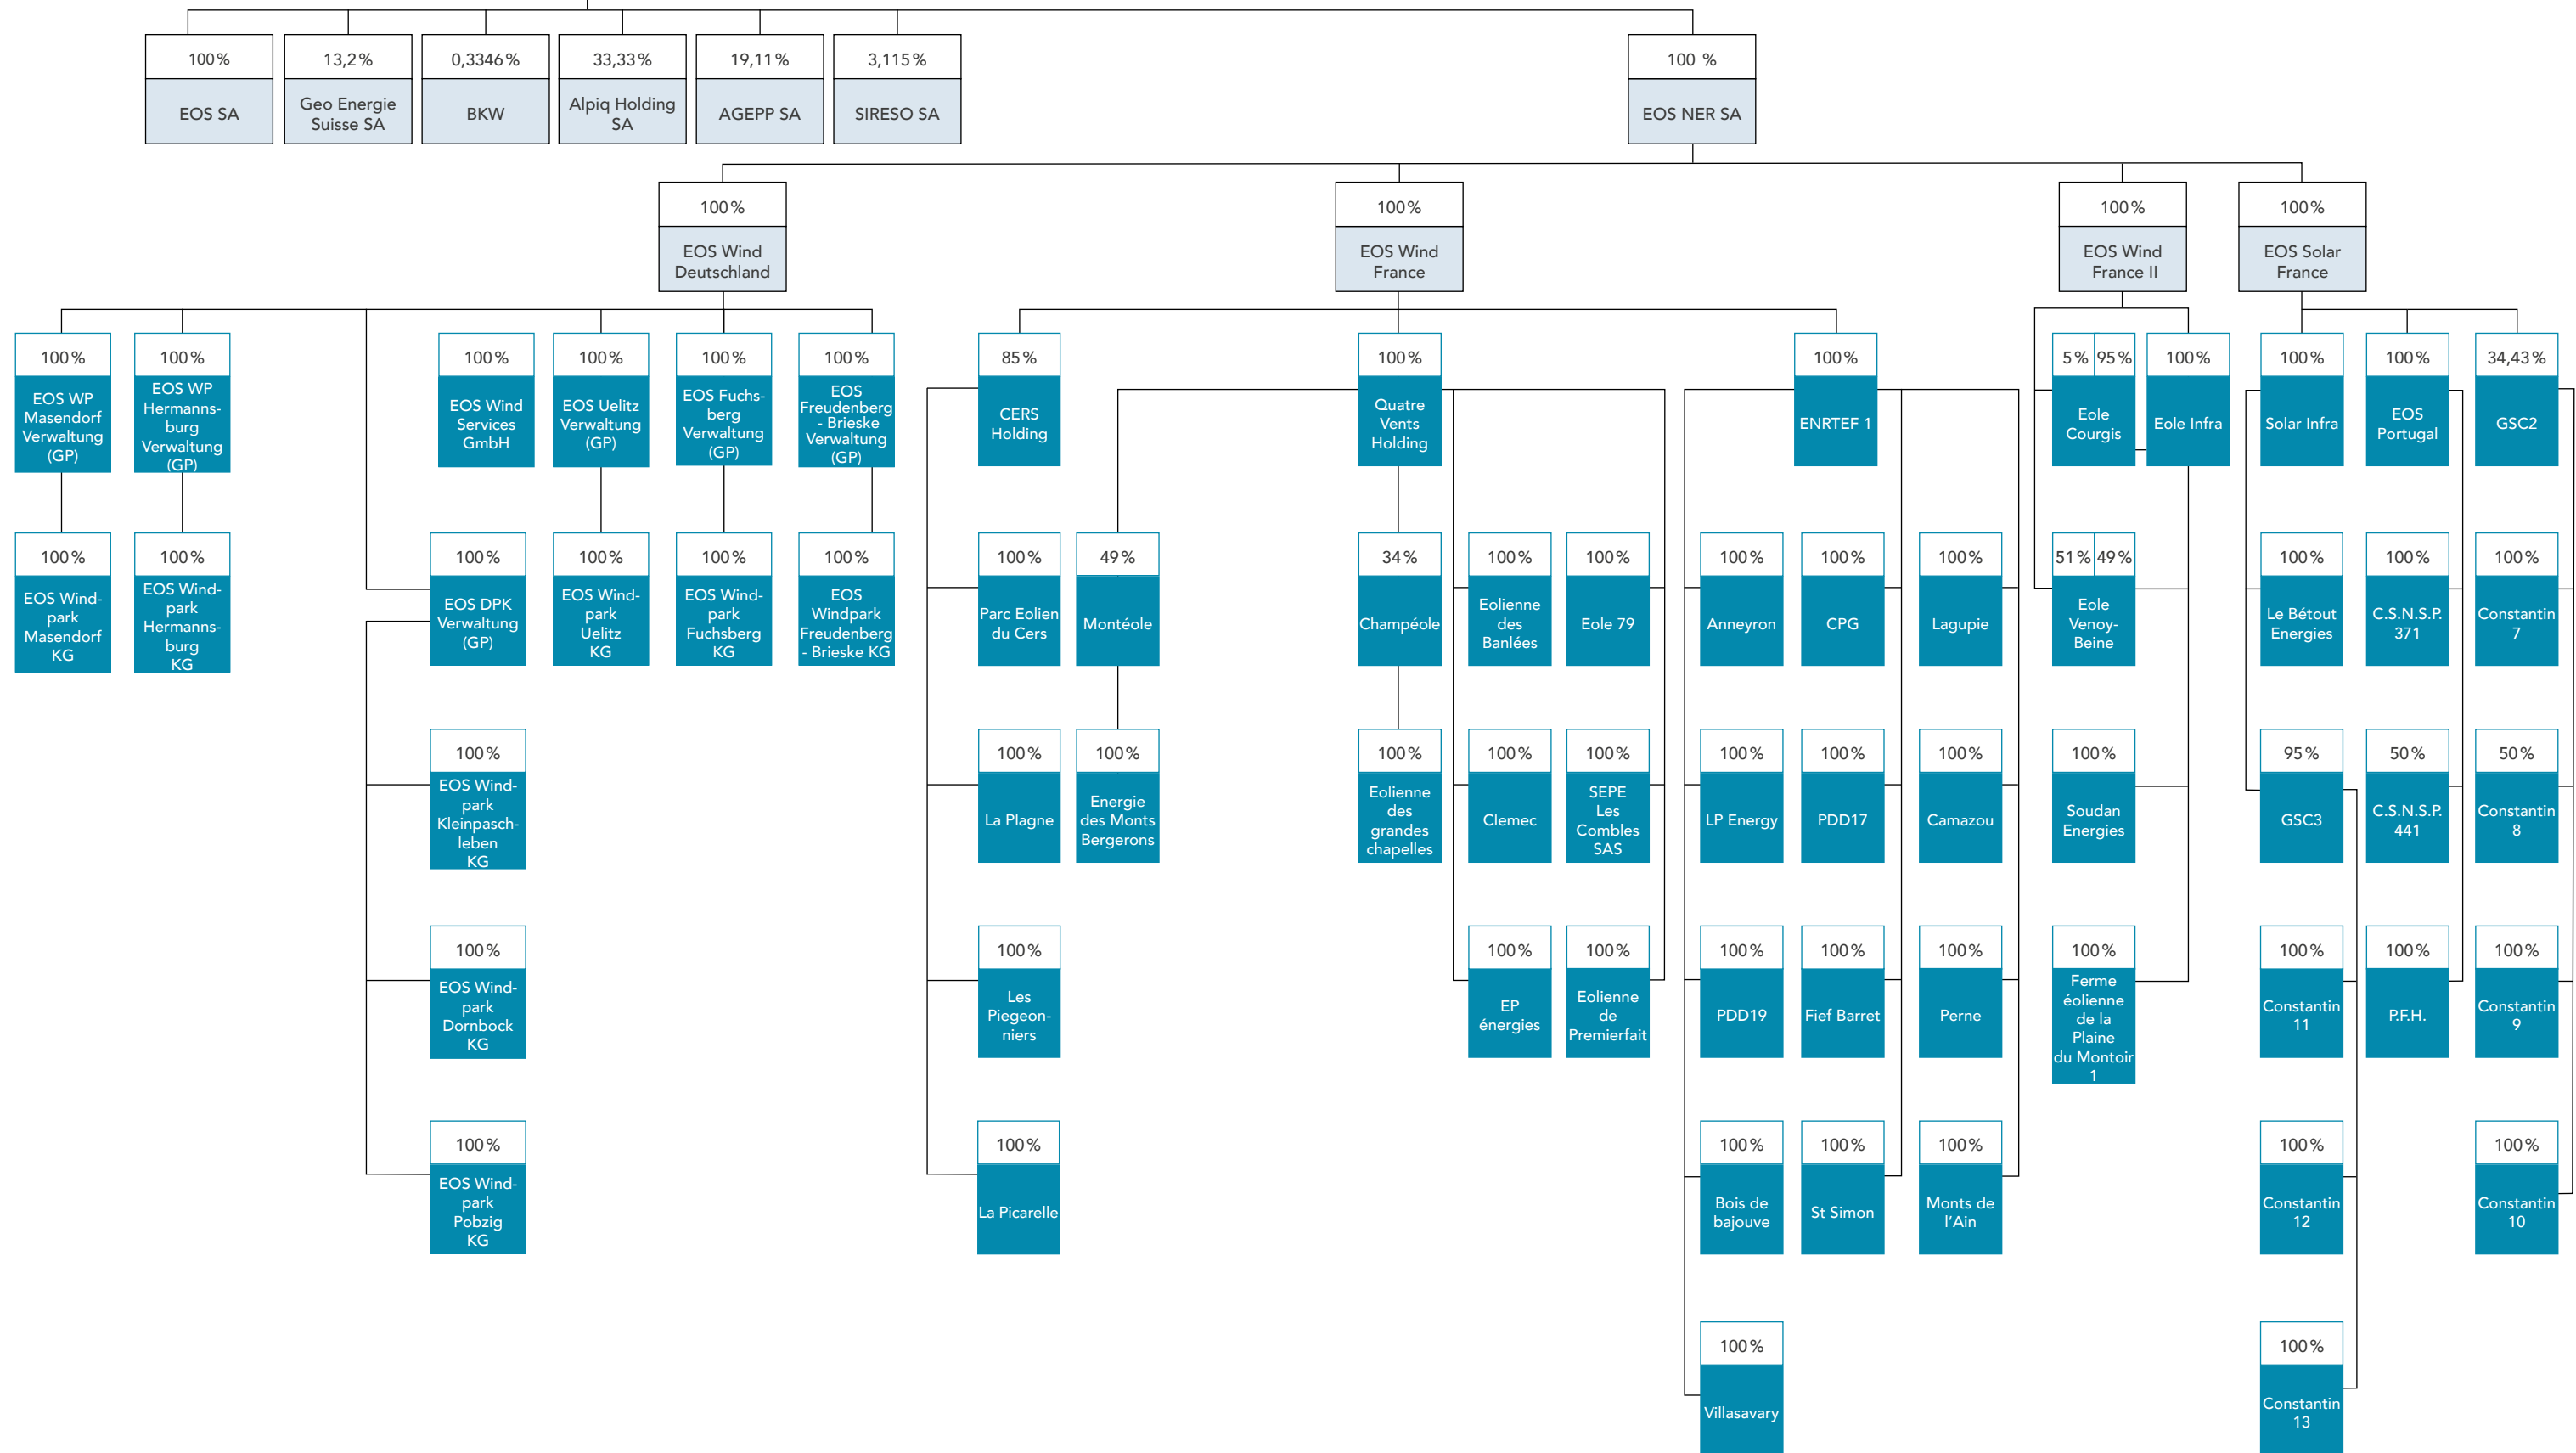 100 %
EOS SA
13,2 %
Geo Energie
Suisse SA
0,3346 %
BKW
33,33 %
Alpiq Holding
SA
19,11 %
AGEPP SA
3,115 %
SIRESO SA
100 %
EOS NER SA
100 %
EOS Wind
Deutschland
100 %
EOS Wind
France
100 %
EOS Wind
France II
100 %
EOS Solar
France
100 %
EOS WP
Masendorf
Verwaltung
(GP)
100 %
EOS WP
Hermanns-
burg
Verwaltung
(GP)
100 %
EOS Wind
Services
GmbH
100 %
EOS Uelitz
Verwaltung
(GP)
100 %
EOS Fuchs-
berg
Verwaltung
(GP)
100 %
EOS
Freudenberg
- Brieske
Verwaltung
(GP)
85 %
CERS
Holding
100 %
Quatre
Vents
Holding
100 %
ENRTEF 1
5 % 95 %
Eole
Courgis
100 %
Eole Infra
100 %
Solar Infra
100 %
EOS
Portugal
34,43 %
GSC2
100 %
EOS Wind-
park
Masendorf
KG
100 %
EOS Wind-
park
Hermanns-
burg
KG
100 %
EOS DPK
Verwaltung
(GP)
100 %
EOS Wind-
park
Uelitz
KG
100 %
EOS Wind-
park
Fuchsberg
KG
100 %
EOS
Windpark
Freudenberg
- Brieske KG
100 %
Parc Eolien
du Cers
49 %
Montéole
34 %
Champéole
100 %
Eolienne
des
Banlées
100 %
Eole 79
100 %
Anneyron
100 %
CPG
100 %
Lagupie
51 % 49 %
Eole
Venoy-
Beine
100 %
Le Bétout
Energies
100 %
C.S.N.S.P.
371
100 %
Constantin
7
100 %
EOS Wind-
park
Kleinpasch-
leben
KG
100 %
La Plagne
100 %
Energie
des Monts
Bergerons
100 %
Eolienne
des
grandes
chapelles
100 %
Clemec
100 %
SEPE
Les
Combles
SAS
100 %
LP Energy
100 %
PDD17
100 %
Camazou
100 %
Soudan
Energies
95 %
GSC3
50 %
C.S.N.S.P.
441
50 %
Constantin
8
100 %
EOS Wind-
park
Dornbock
KG
100 %
Les
Piegeon-
niers
100 %
EP
énergies
100 %
Eolienne
de
Premierfait
100 %
PDD19
100 %
Fief Barret
100 %
Perne
100 %
Ferme
éolienne
de la
Plaine
du Montoir
1
100 %
Constantin
11
100 %
P.F.H.
100 %
Constantin
9
100 %
EOS Wind-
park
Pobzig
KG
100 %
La Picarelle
100 %
Bois de
bajouve
100 %
St Simon
100 %
Monts de
l'Ain
100 %
Constantin
12
100 %
Constantin
10
100 %
Villasavary
100 %
Constantin
13